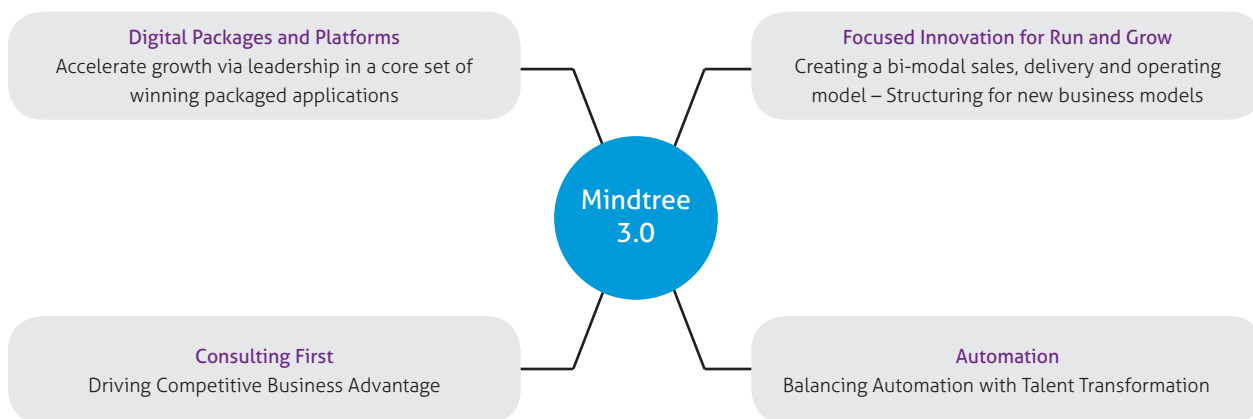 Digital Packages and Platforms
Accelerate growth via leadership in a core set of
winning packaged applications
Focused Innovation for Run and Grow
Creating a bi-modal sales, delivery and operating
model – Structuring for new business models
Mindtree
3.0
Consulting First
Driving Competitive Business Advantage
Automation
Balancing Automation with Talent Transformation